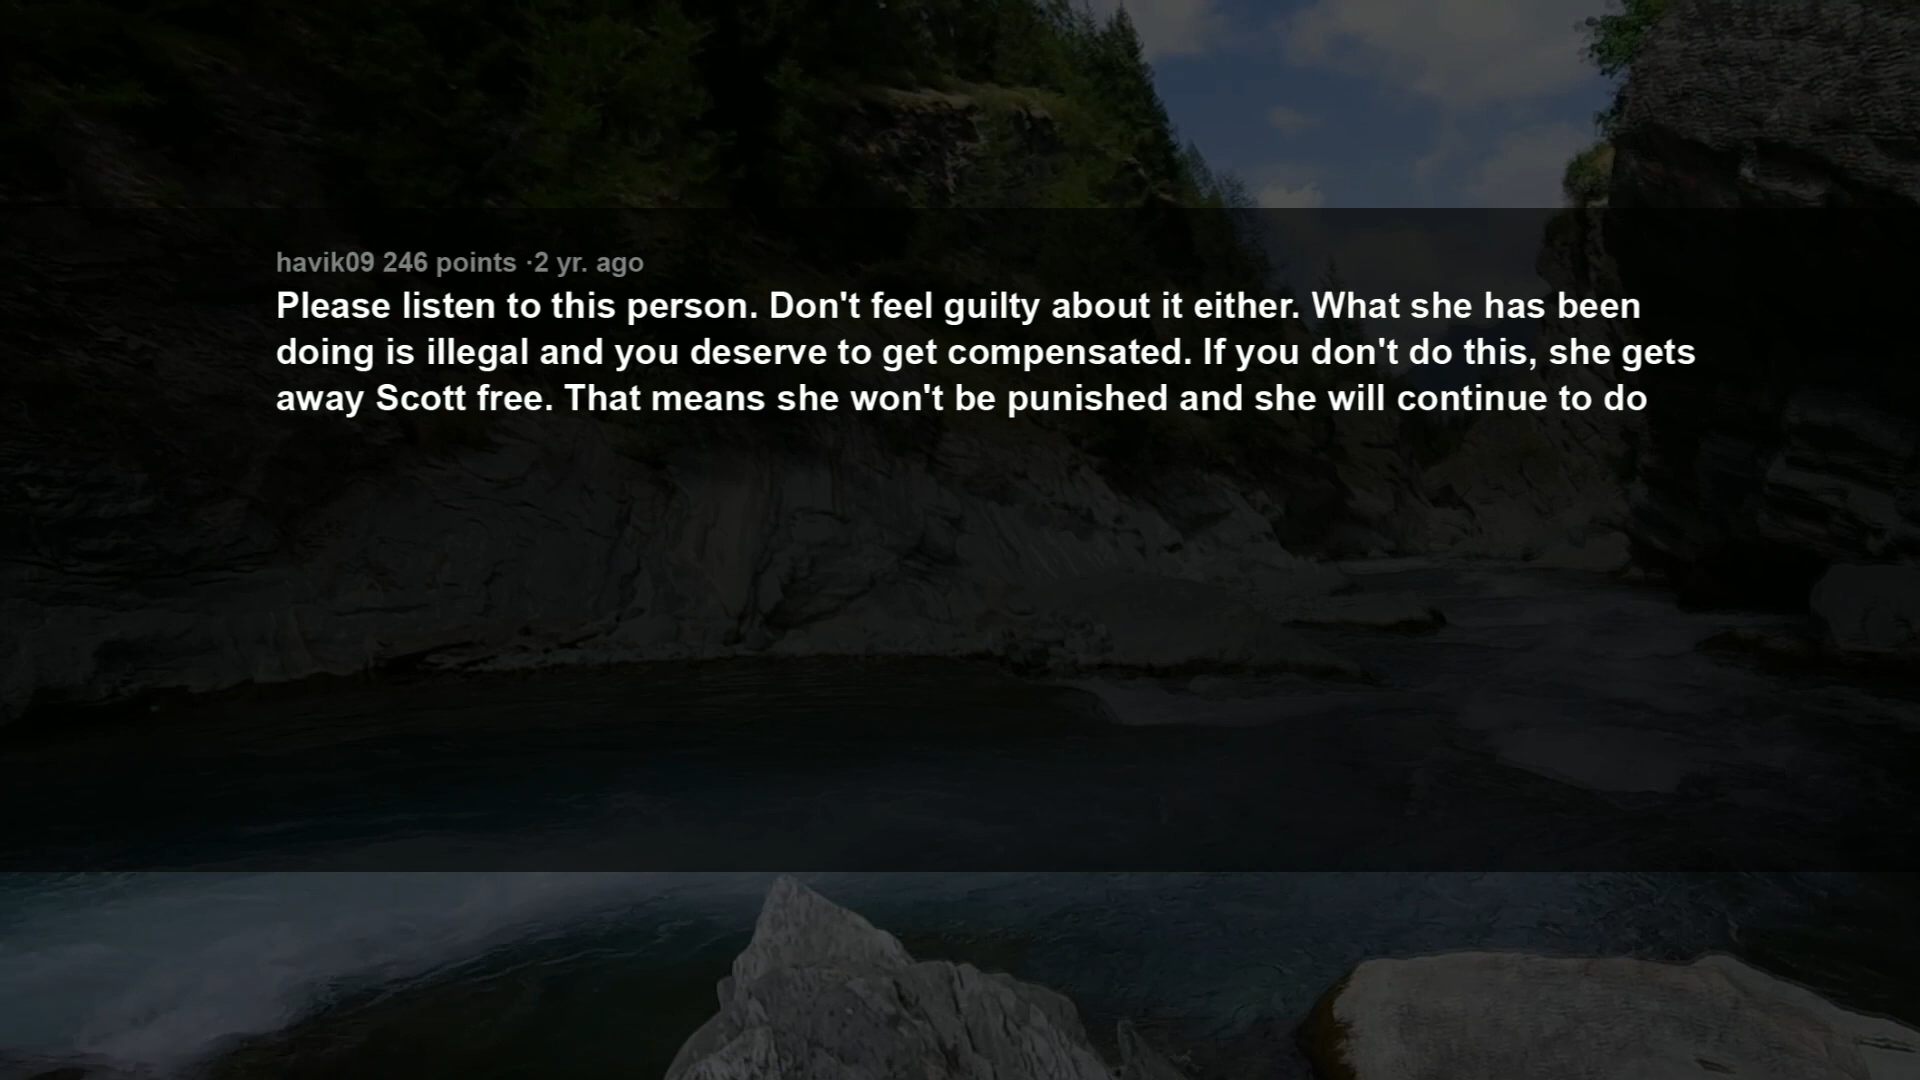 havik09 246 points ·2 yr. ago
Please listen to this person. Don't feel guilty about it either. What she has been
doing is illegal and you deserve to get compensated. If you don't do this, she gets
away Scott free. That means she won't be punished and she will continue to do